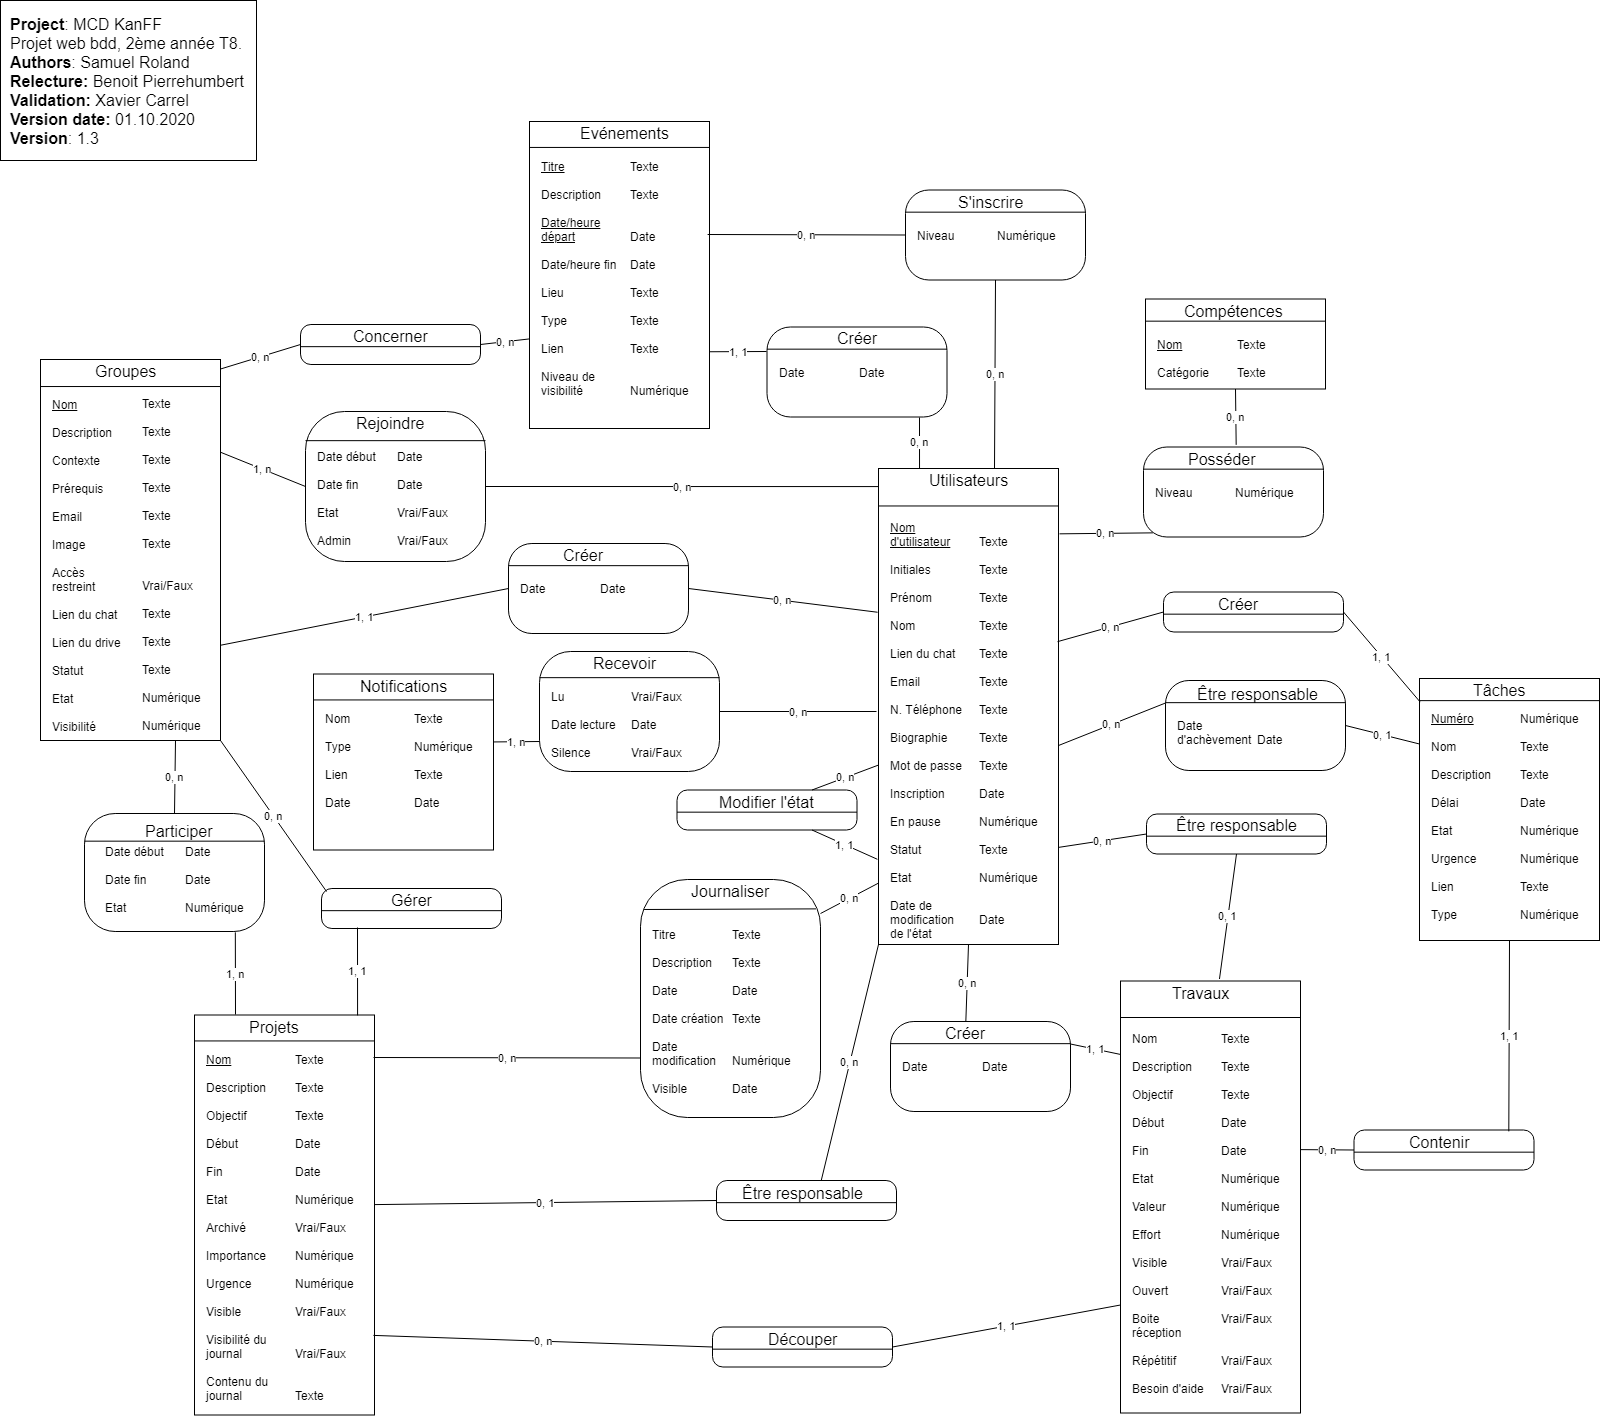 Project: MCD KanFF
Projet web bdd, 2ème année T8.
Authors: Samuel Roland
Relecture: Benoit Pierrehumbert
Validation: Xavier Carrel
Version date: 01.10.2020
Version: 1.3
Evénements
Titre Texte
Description Texte
Date/heure
départ Date
Date/heure fin Date
Lieu Texte
Type Texte
Lien Texte
Niveau de
visibilité Numérique
0, n
S'inscrire
Niveau Numérique
0, n
Concerner
0, n
0, n
1, 1
Créer
Date Date
0, n
Compétences
Nom Texte
Catégorie Texte
0, n
Posséder
Niveau Numérique
0, n
Groupes
Nom Texte
Description Texte
Contexte Texte
Prérequis Texte
Email Texte
Image Texte
Accès
restreint Vrai/Faux
Lien du chat Texte
Lien du drive Texte
Statut Texte
Etat Numérique
Visibilité Numérique
1, n
Rejoindre
Date début Date
Date fin Date
Etat Vrai/Faux
Admin Vrai/Faux
0, n
1, 1
Créer
Date Date
0, n
Utilisateurs
Nom
d'utilisateur Texte
Initiales Texte
Prénom Texte
Nom Texte
Lien du chat Texte
Email Texte
N. Téléphone Texte
Biographie Texte
Mot de passe Texte
Inscription Date
En pause Numérique
Statut Texte
Etat Numérique
Date de
modification
de l'état Date
Notifications
Nom Texte
Type Numérique
Lien Texte
Date Date
1, n
Recevoir
Lu Vrai/Faux
Date lecture Date
Silence Vrai/Faux
0, n
0, n
Modifier l'état
1, 1
0, n
Créer
1, 1
0, n
Être responsable
Date
d'achèvement Date
0, 1
Tâches
Numéro Numérique
Nom Texte
Description Texte
Délai Date
Etat Numérique
Urgence Numérique
Lien Texte
Type Numérique
0, n
Être responsable
0, 1
0, n
Participer
Date début Date
Date fin Date
Etat Numérique
1, n
0, n
Gérer
1, 1
Journaliser
Titre Texte
Description Texte
Date Date
Date création Texte
Date
modification Numérique
Visible Date
0, n
0, n
0, n
Créer
Date Date
1, 1
Travaux
Nom Texte
Description Texte
Objectif Texte
Début Date
Fin Date
Etat Numérique
Valeur Numérique
Effort Numérique
Visible Vrai/Faux
Ouvert Vrai/Faux
Boite
réception Vrai/Faux
Répétitif Vrai/Faux
Besoin d'aide Vrai/Faux
1, 1
0, n
Contenir
Projets
Nom Texte
Description Texte
Objectif Texte
Début Date
Fin Date
Etat Numérique
Archivé Vrai/Faux
Importance Numérique
Urgence Numérique
Visible Vrai/Faux
Visibilité du
journal Vrai/Faux
Contenu du
journal Texte
0, n
0, 1
Être responsable
0, n
Découper
1, 1